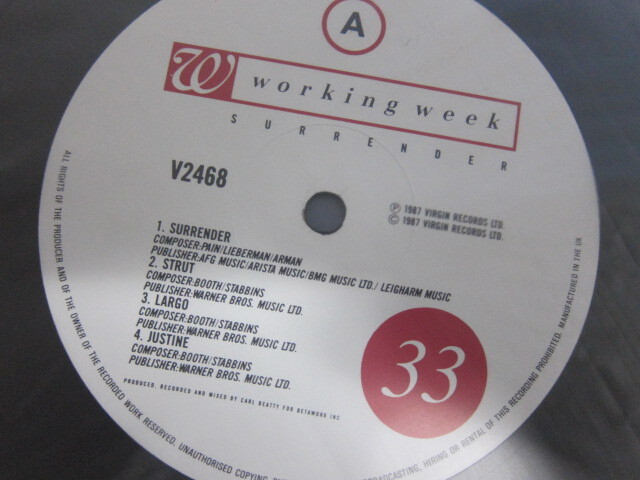 A
W working week
SURRENDER
V2468
℗ 1987 VIRGIN RECORDS LTD.
© 1987 VIRGIN RECORDS LTD.
1. SURRENDER
COMPOSER:PAIN/LIEBERMAN/ARMAN
PUBLISHER:AFG MUSIC/ARISTA MUSIC/BMG MUSIC LTD./ LEIGHARM MUSIC
2. STRUT
COMPOSER:BOOTH/STABBINS
PUBLISHER:WARNER BROS. MUSIC LTD.
3. LARGO
COMPOSER:BOOTH/STABBINS
PUBLISHER:WARNER BROS. MUSIC LTD.
4. JUSTINE
COMPOSER:BOOTH/STABBINS
PUBLISHER:WARNER BROS. MUSIC LTD.
33
PRODUCED, RECORDED AND MIXED BY CARL BEATTY FOR BETAWORX INC
ALL RIGHTS OF THE PRODUCER AND OF THE OWNER OF THE RECORDED WORK RESERVED. UNAUTHORISED COPYING, BROADCASTING, HIRING OR RENTAL OF THIS RECORDING PROHIBITED. MANUFACTURED IN THE UK